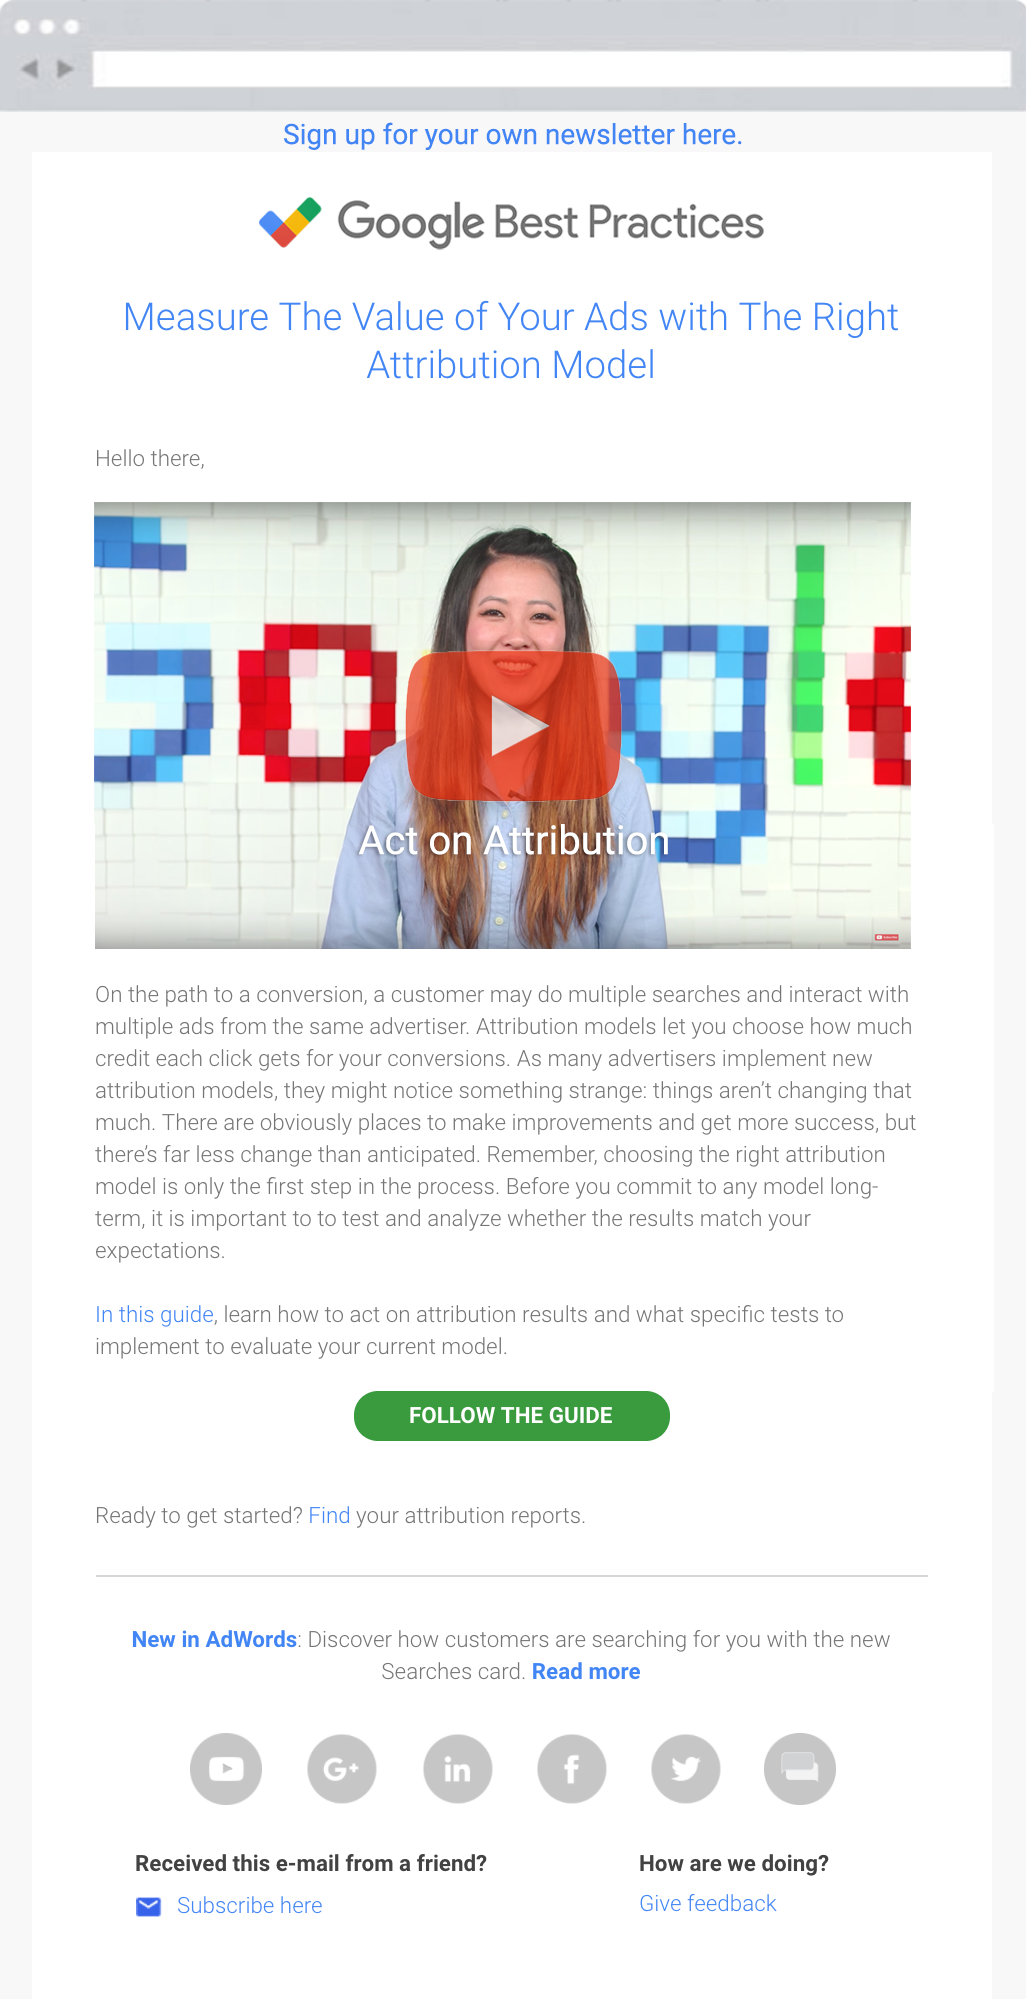 Sign up for your own newsletter here.
Google Best Practices
Measure The Value of Your Ads with The Right
Attribution Model
Hello there,
Act on Attribution
On the path to a conversion, a customer may do multiple searches and interact with
multiple ads from the same advertiser. Attribution models let you choose how much
credit each click gets for your conversions. As many advertisers implement new
attribution models, they might notice something strange: things aren’t changing that
much. There are obviously places to make improvements and get more success, but
there’s far less change than anticipated. Remember, choosing the right attribution
model is only the first step in the process. Before you commit to any model long-
term, it is important to to test and analyze whether the results match your
expectations.
In this guide, learn how to act on attribution results and what specific tests to
implement to evaluate your current model.
FOLLOW THE GUIDE
Ready to get started? Find your attribution reports.
New in AdWords: Discover how customers are searching for you with the new
Searches card. Read more
G+
in
f
Received this e-mail from a friend?
How are we doing?
Subscribe here
Give feedback